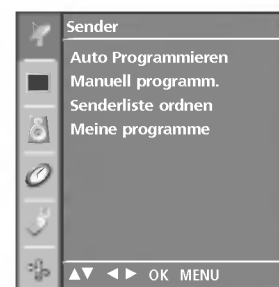 Sender
Auto Programmieren
Manuell programm.
Senderliste ordnen
Meine programme
▲▼ ◄► OK MENU